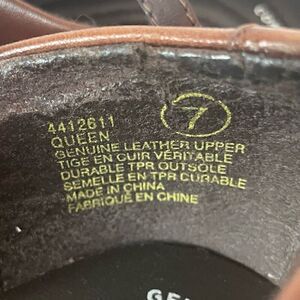 4412611
7
QUEEN
GENUINE LEATHER UPPER
TIGE EN CUIR VÉRITABLE
DURABLE TPR OUTSOLE
SEMELLE EN TPR CURABLE
MADE IN CHINA
FABRIQUÉ EN CHINE